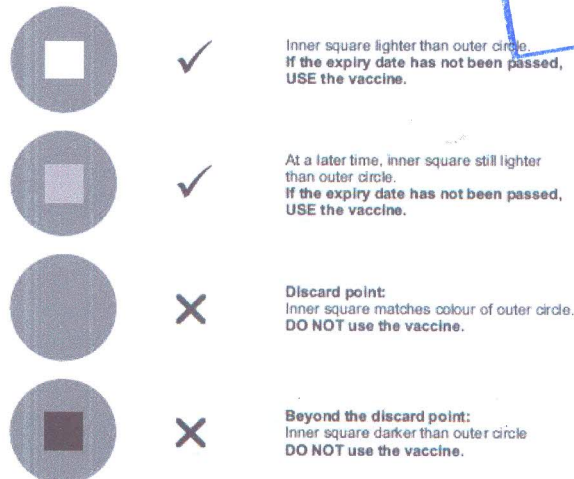 Inner square lighter than outer circle.
If the expiry date has not been passed,
USE the vaccine.
At a later time, inner square still lighter
than outer circle.
If the expiry date has not been passed,
USE the vaccine.
Discard point:
Inner square matches colour of outer circle.
DO NOT use the vaccine.
Beyond the discard point:
Inner square darker than outer circle
DO NOT use the vaccine.